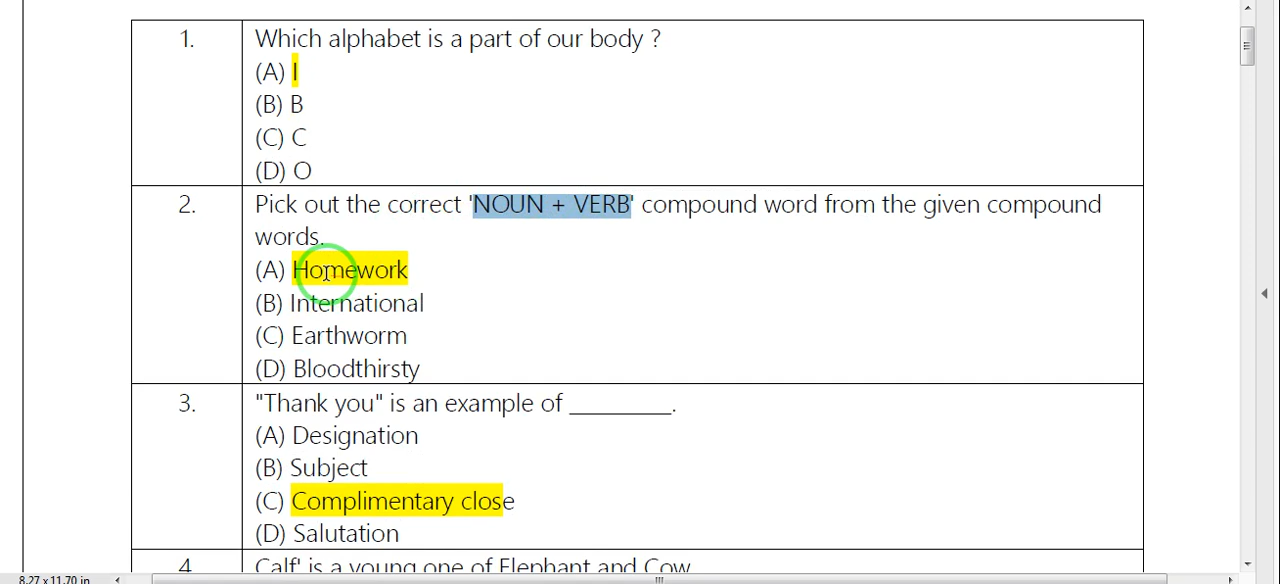 1.
Which alphabet is a part of our body ?
(A) I
(B) B
(C) C
(D) O
2.
Pick out the correct 'NOUN + VERB' compound word from the given compound
words.
(A) Homework
(B) International
(C) Earthworm
(D) Bloodthirsty
3.
"Thank you" is an example of _________.
(A) Designation
(B) Subject
(C) Complimentary close
(D) Salutation
4.
Calf' is a young one of Elephant and Cow
8.27 x 11.70 in